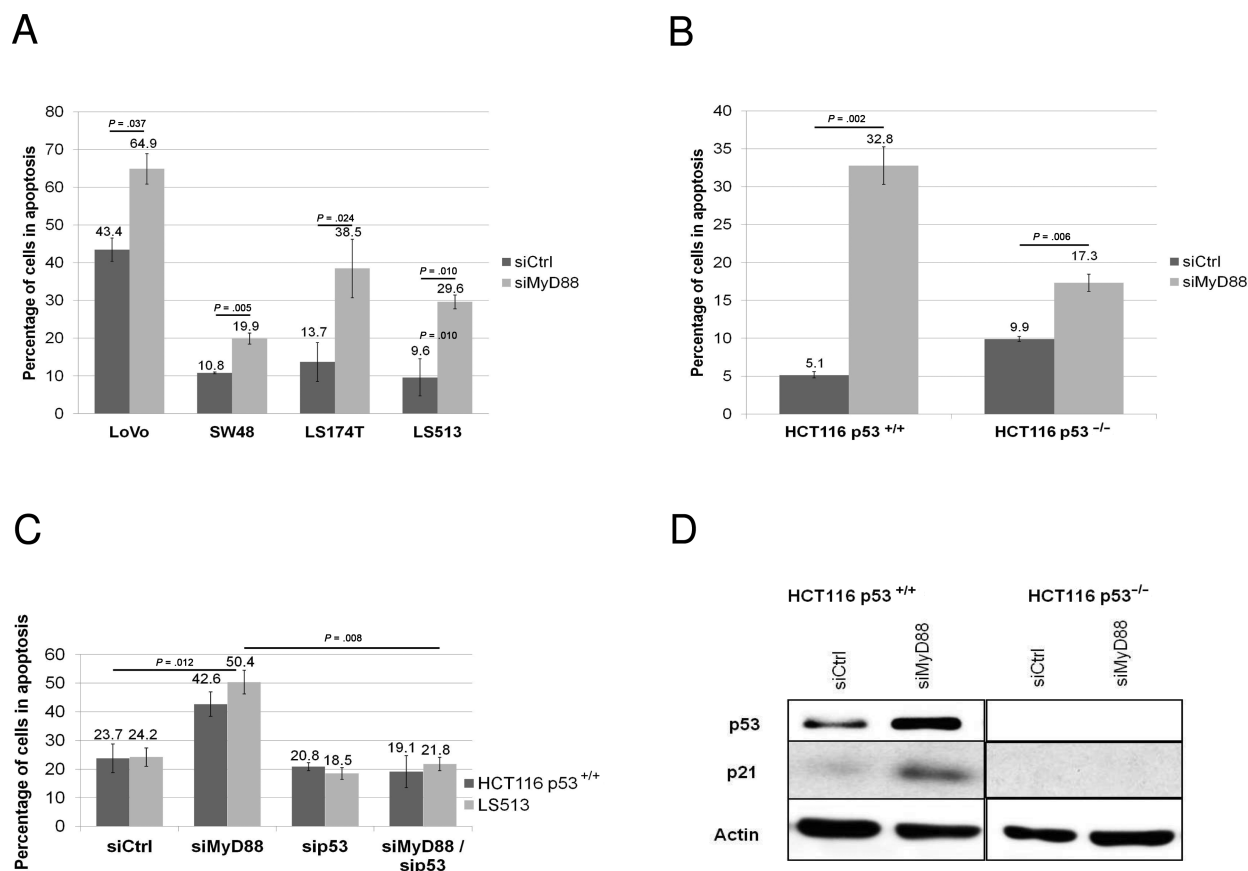 A
80
70
60
50
40
30
20
10
0
Percentage of cells in apoptosis
P = .037
64.9
43.4
P = .005
19.9
10.8
P = .024
38.5
13.7
P = .010
29.6
P = .010
9.6
LoVo SW48 LS174T LS513
siCtrl
siMyD88
B
40
35
30
25
20
15
10
5
0
Percentage of cells in apoptosis
P = .002
32.8
5.1
P = .006
17.3
9.9
HCT116 p53 +/+ HCT116 p53 –/–
siCtrl
siMyD88
C
60
50
40
30
20
10
0
Percentage of cells in apoptosis
P = .008
P = .012
23.7 24.2
42.6 50.4
20.8 18.5
19.1 21.8
siCtrl siMyD88 sip53 siMyD88 /
sip53
HCT116 p53 +/+
LS513
D
HCT116 p53 +/+ HCT116 p53–/–
siCtrl siMyD88 siCtrl siMyD88
p53
p21
Actin